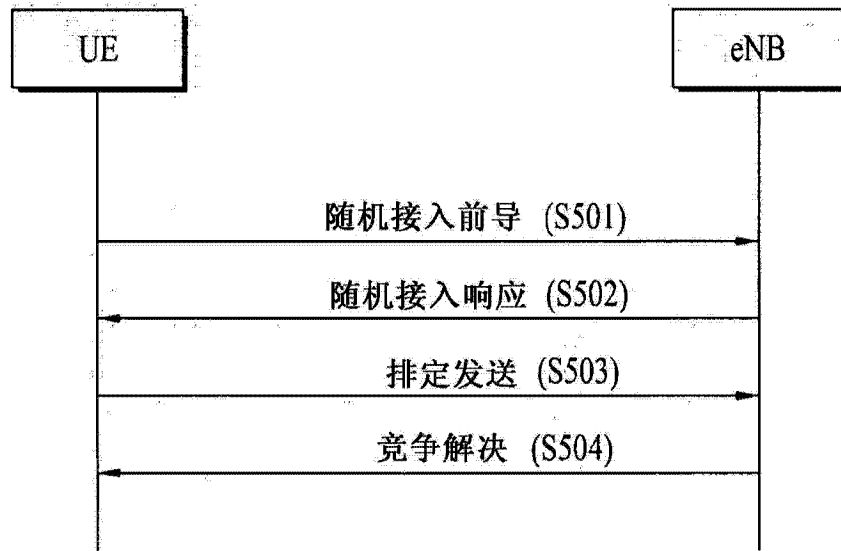 UE
eNB
随机接入前导 (S501)
随机接入响应 (S502)
排定发送 (S503)
竞争解决 (S504)